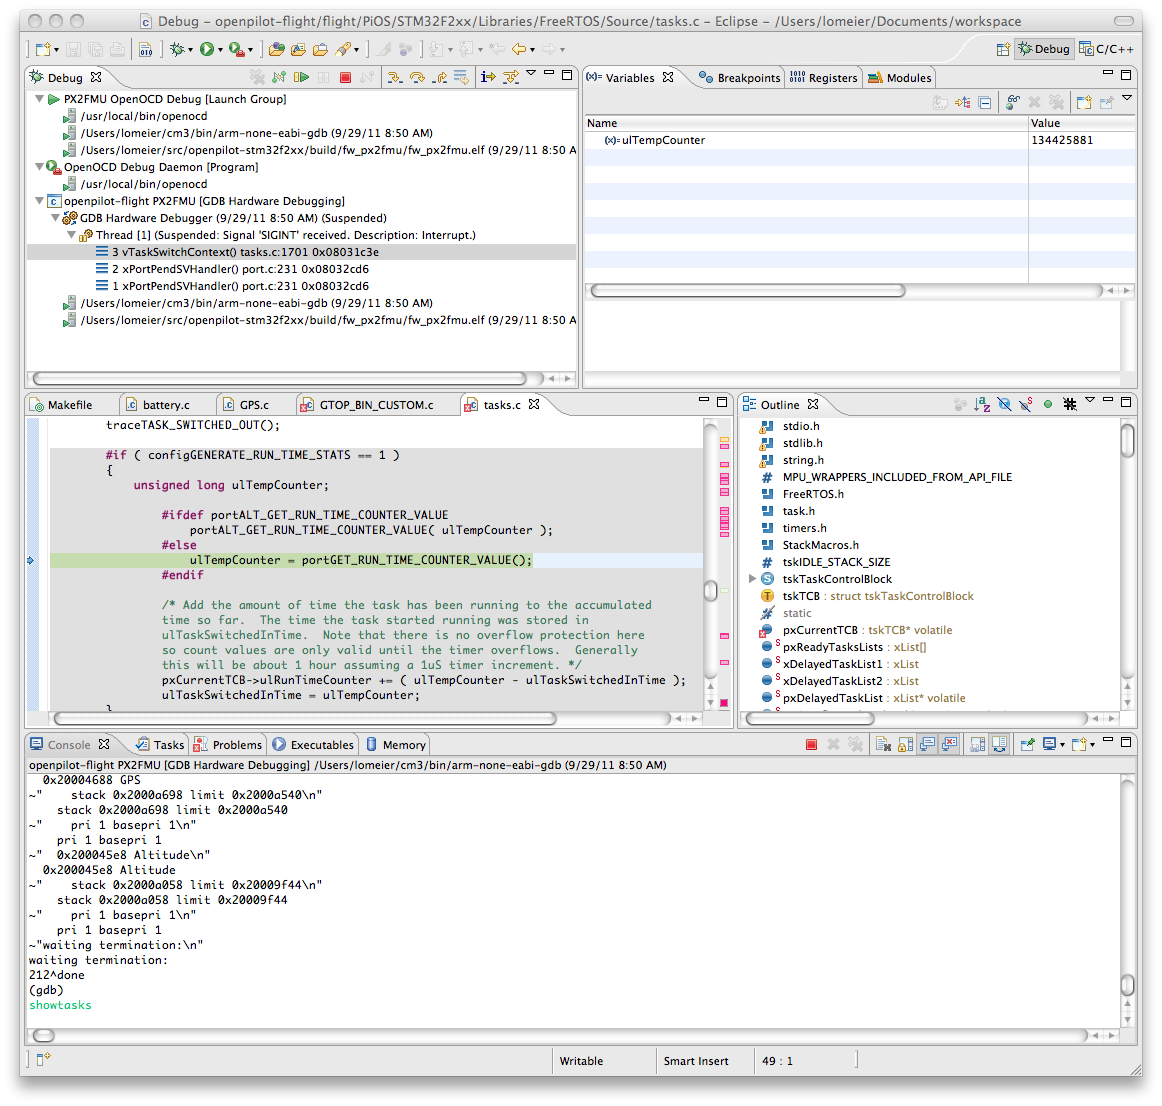 Debug – openpilot-flight/flight/PiOS/STM32F2xx/Libraries/FreeRTOS/Source/tasks.c – Eclipse – /Users/lomeier/Documents/workspace
Debug
C/C++
Debug
PX2FMU OpenOCD Debug [Launch Group]
/usr/local/bin/openocd
/Users/lomeier/cm3/bin/arm-none-eabi-gdb (9/29/11 8:50 AM)
/Users/lomeier/src/openpilot-stm32f2xx/build/fw_px2fmu/fw_px2fmu.elf (9/29/11 8:50 A
OpenOCD Debug Daemon [Program]
/usr/local/bin/openocd
openpilot-flight PX2FMU [GDB Hardware Debugging]
GDB Hardware Debugger (9/29/11 8:50 AM) (Suspended)
Thread [1] (Suspended: Signal 'SIGINT' received. Description: Interrupt.)
3 vTaskSwitchContext() tasks.c:1701 0x08031c3e
2 xPortPendSVHandler() port.c:231 0x08032cd6
1 xPortPendSVHandler() port.c:231 0x08032cd6
/Users/lomeier/cm3/bin/arm-none-eabi-gdb (9/29/11 8:50 AM)
/Users/lomeier/src/openpilot-stm32f2xx/build/fw_px2fmu/fw_px2fmu.elf (9/29/11 8:50 A
(x)= Variables Breakpoints 1010 0101 Registers Modules
Name Value
(x)= ulTempCounter 134425881
Makefile battery.c GPS.c GTOP_BIN_CUSTOM.c tasks.c
traceTASK_SWITCHED_OUT();
#if ( configGENERATE_RUN_TIME_STATS == 1 )
{
unsigned long ulTempCounter;
#ifdef portALT_GET_RUN_TIME_COUNTER_VALUE
portALT_GET_RUN_TIME_COUNTER_VALUE( ulTempCounter );
#else
ulTempCounter = portGET_RUN_TIME_COUNTER_VALUE();
#endif
/* Add the amount of time the task has been running to the accumulated
time so far.  The time the task started running was stored in
ulTaskSwitchedInTime.  Note that there is no overflow protection here
so count values are only valid until the timer overflows.  Generally
this will be about 1 hour assuming a 1uS timer increment. */
pxCurrentTCB->ulRunTimeCounter += ( ulTempCounter - ulTaskSwitchedInTime );
ulTaskSwitchedInTime = ulTempCounter;
}
Outline
stdio.h
stdlib.h
string.h
# MPU_WRAPPERS_INCLUDED_FROM_API_FILE
FreeRTOS.h
task.h
timers.h
StackMacros.h
# tskIDLE_STACK_SIZE
S tskTaskControlBlock
T tskTCB : struct tskTaskControlBlock
static
pxCurrentTCB : tskTCB* volatile
S pxReadyTasksLists : xList[]
S xDelayedTaskList1 : xList
S xDelayedTaskList2 : xList
S pxDelayedTaskList : xList* volatile
Console Tasks Problems Executables Memory
openpilot-flight PX2FMU [GDB Hardware Debugging] /Users/lomeier/cm3/bin/arm-none-eabi-gdb (9/29/11 8:50 AM)
0x20004688 GPS
~"    stack 0x2000a698 limit 0x2000a540\n"
stack 0x2000a698 limit 0x2000a540
~"    pri 1 basepri 1\n"
pri 1 basepri 1
~"  0x200045e8 Altitude\n"
0x200045e8 Altitude
~"    stack 0x2000a058 limit 0x20009f44\n"
stack 0x2000a058 limit 0x20009f44
~"    pri 1 basepri 1\n"
pri 1 basepri 1
~"waiting termination:\n"
waiting termination:
212^done
(gdb)
showtasks
Writable Smart Insert 49 : 1